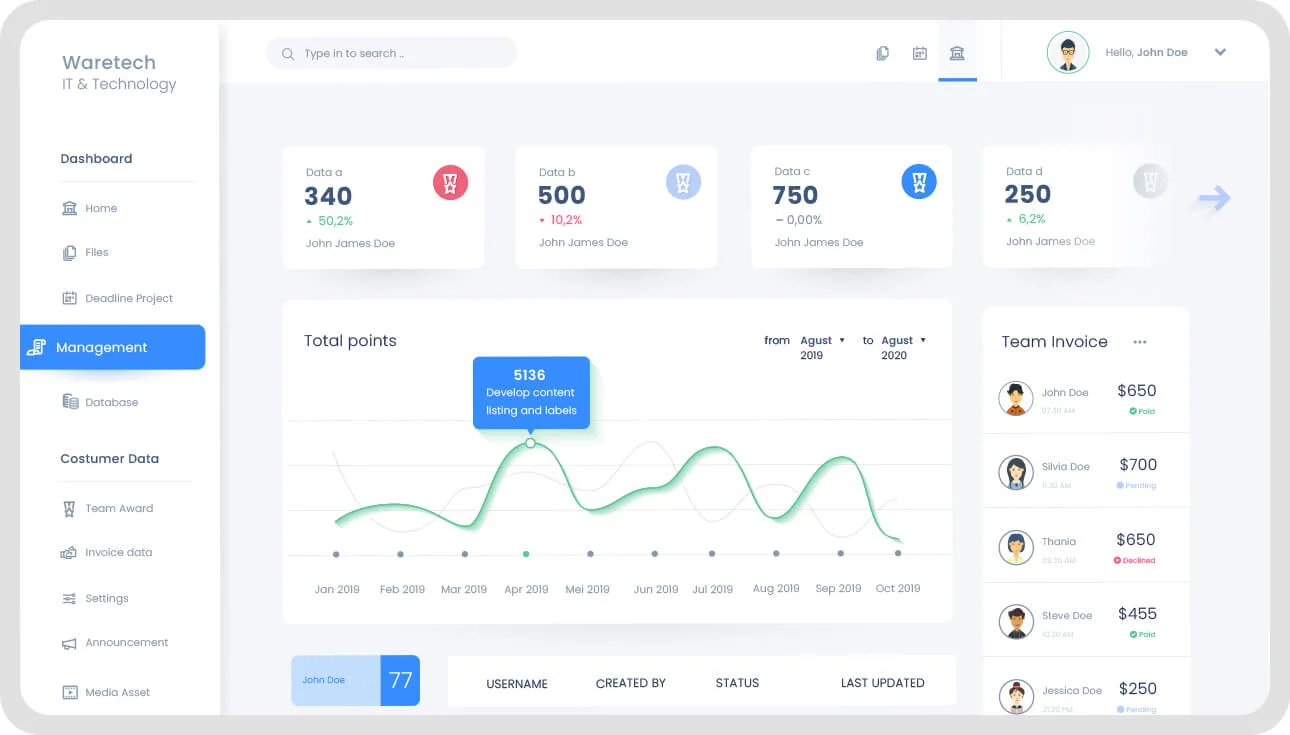 Waretech
IT & Technology
Type in to search ..
Hello, John Doe
Dashboard
Home
Files
Deadline Project
Management
Database
Costumer Data
Team Award
Invoice data
Settings
Announcement
Media Asset
Data a
340
50,2%
John James Doe
Data b
500
10,2%
John James Doe
Data c
750
– 0,00%
John James Doe
Data d
250
6,2%
John James Doe
Total points
from Agust 2019 to Agust 2020
5136
Develop content
listing and labels
Jan 2019 Feb 2019 Mar 2019 Apr 2019 Mei 2019 Jun 2019 Jul 2019 Aug 2019 Sep 2019 Oct 2019
Team Invoice
John Doe $650
07.30 AM Paid
Silvia Doe $700
11.30 AM Pending
Thania $650
09.30 AM Declined
Steve Doe $455
10.30 AM Paid
Jessica Doe $250
21.30 PM Pending
John Doe 77
USERNAME CREATED BY STATUS LAST UPDATED